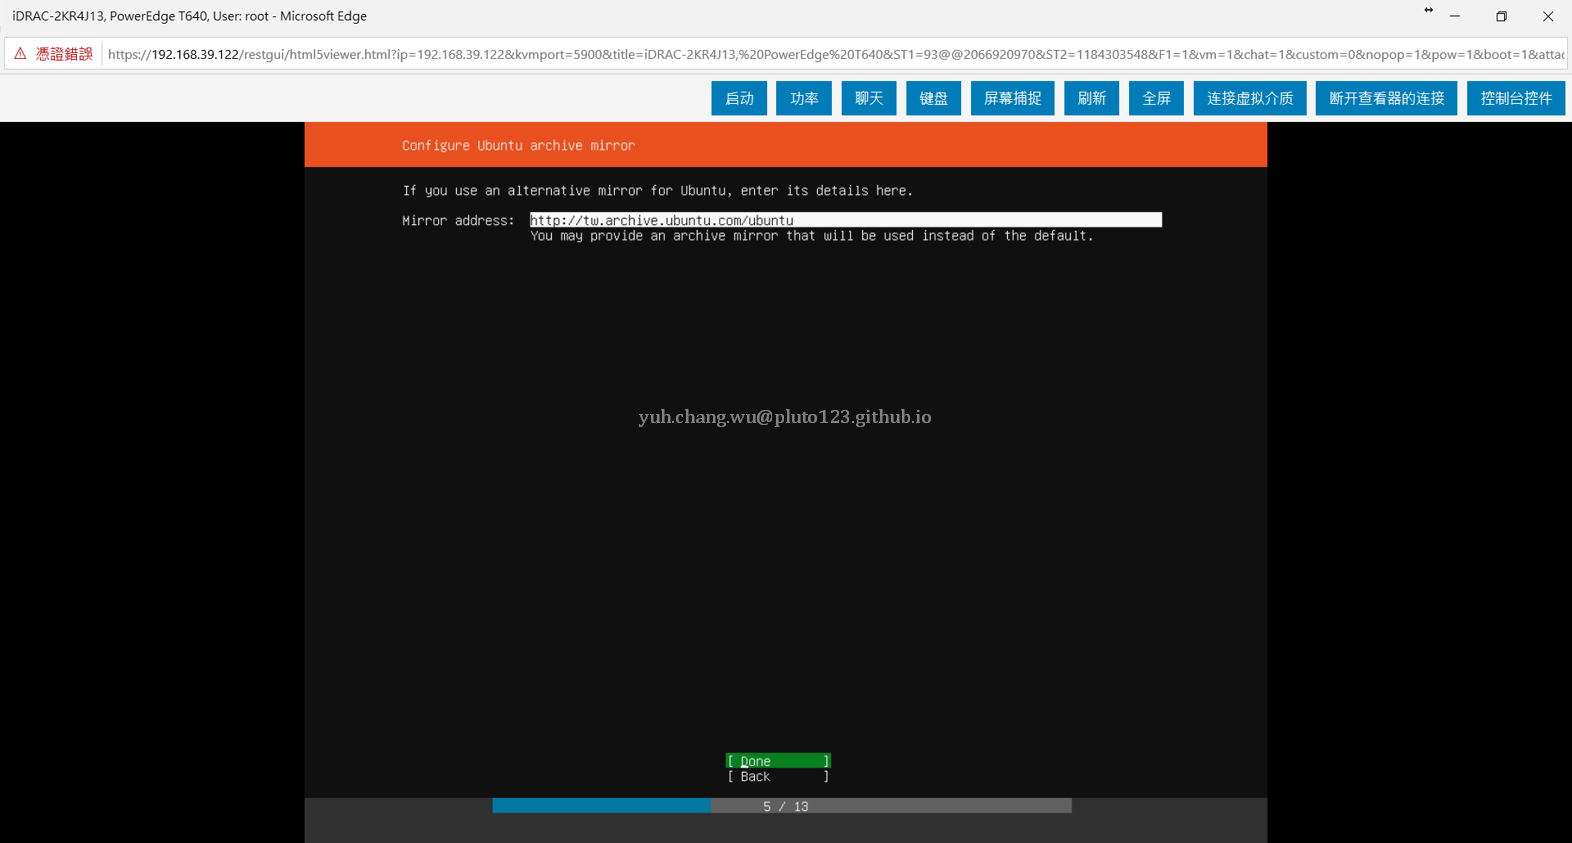 iDRAC-2KR4J13, PowerEdge T640, User: root - Microsoft Edge
憑證錯誤 https://192.168.39.122/restgui/html5viewer.html?ip=192.168.39.122&kvmport=5900&title=iDRAC-2KR4J13,%20PowerEdge%20T640&ST1=93@@2066920970&ST2=1184303548&F1=1&vm=1&chat=1&custom=0&nopop=1&pow=1&boot=1&attac
启动 功率 聊天 键盘 屏幕捕捉 刷新 全屏 连接虚拟介质 断开查看器的连接 控制台控件
Configure Ubuntu archive mirror
If you use an alternative mirror for Ubuntu, enter its details here.
Mirror address: http://tw.archive.ubuntu.com/ubuntu
You may provide an archive mirror that will be used instead of the default.
yuh.chang.wu@pluto123.github.io
[ Done ]
[ Back ]
5 / 13